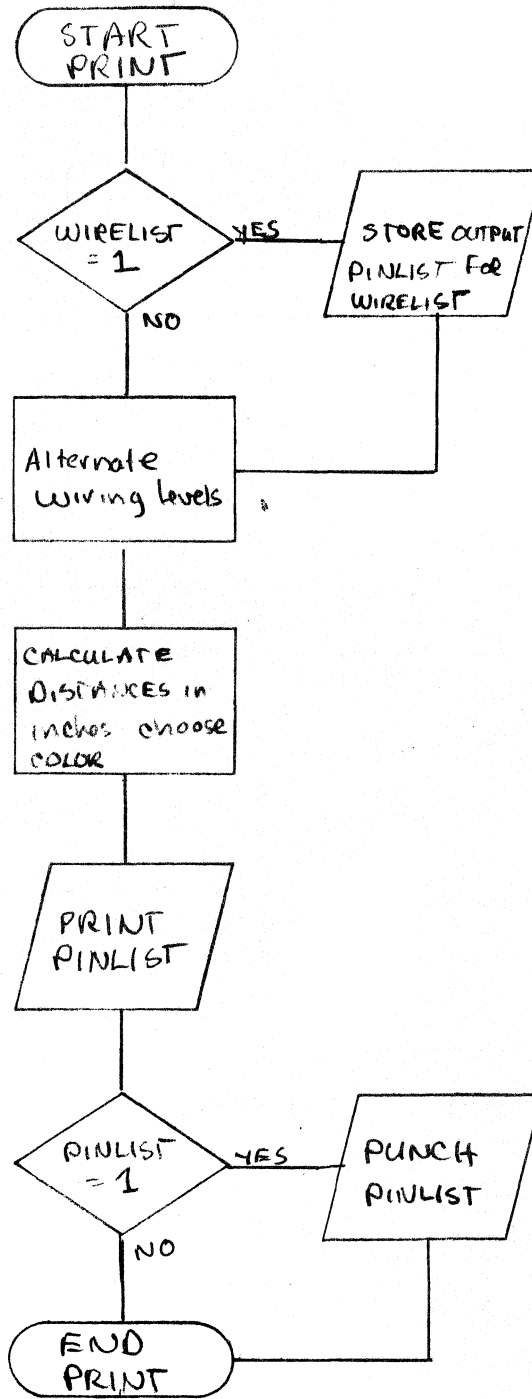 START
PRINT
WIRELIST
= 1
YES
STORE OUTPUT
PINLIST FOR
WIRELIST
NO
Alternate
wiring levels
CALCULATE
DISTANCES in
inches choose
COLOR
PRINT
PINLIST
PINLIST
= 1
YES
PUNCH
PINLIST
NO
END
PRINT